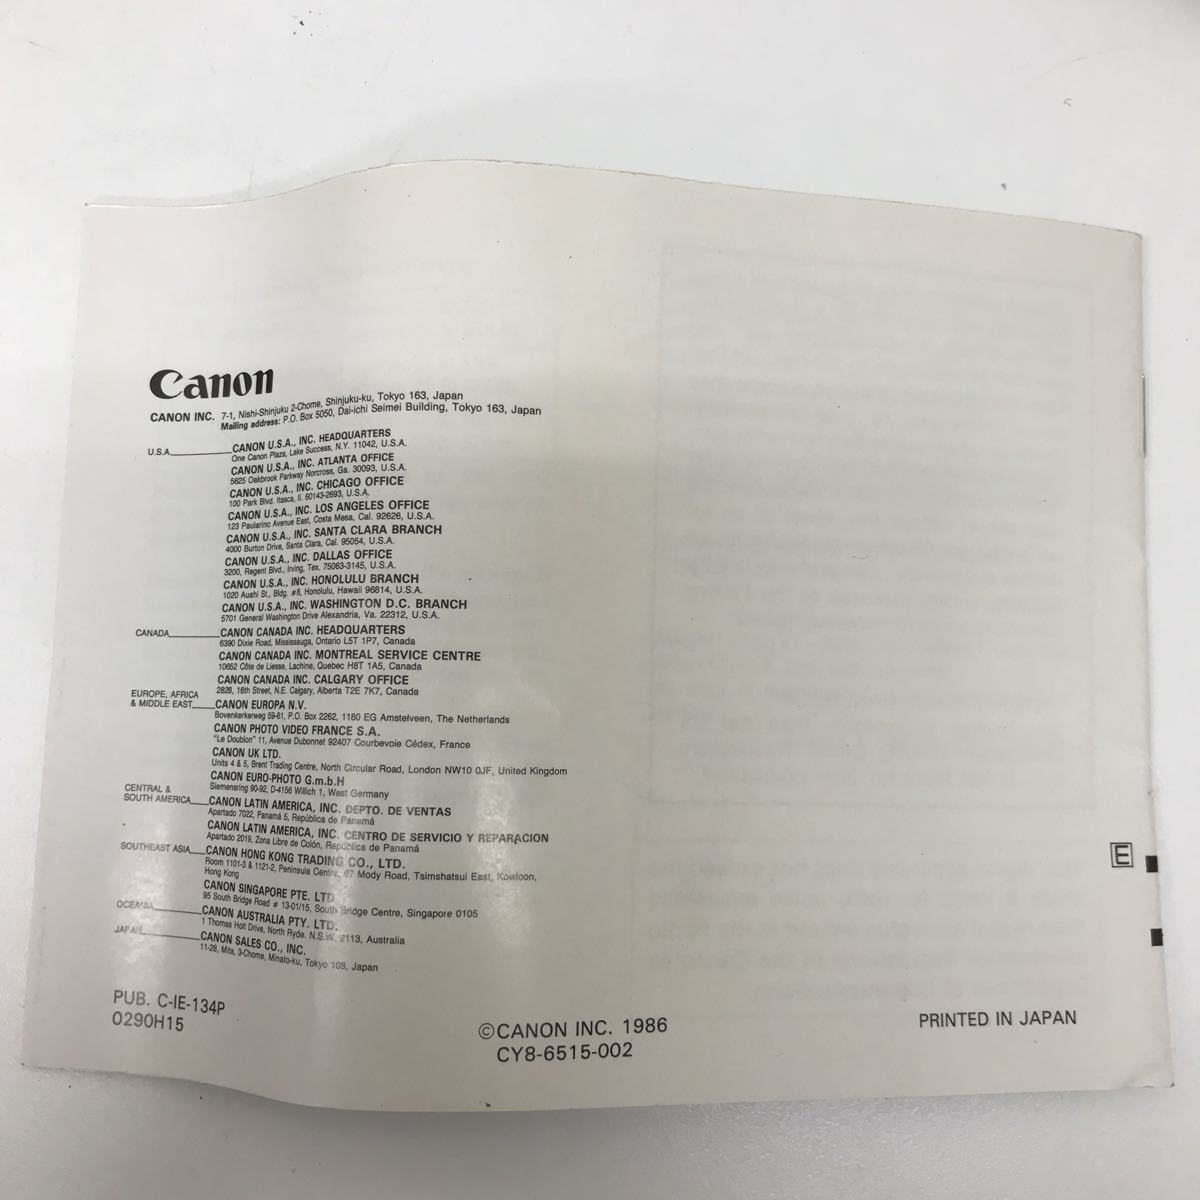 Canon
CANON INC. 7-1, Nishi-Shinjuku 2-Chome, Shinjuku-ku, Tokyo 163, Japan
Mailing address: P.O. Box 5050, Dai-ichi Seimei Building, Tokyo 163, Japan
U.S.A. CANON U.S.A., INC. HEADQUARTERS
One Canon Plaza, Lake Success, N.Y. 11042, U.S.A.
CANON U.S.A., INC. ATLANTA OFFICE
5625 Oakbrook Parkway Norcross, Ga. 30093, U.S.A.
CANON U.S.A., INC. CHICAGO OFFICE
100 Park Blvd. Itasca, Il. 60143-2693, U.S.A.
CANON U.S.A., INC. LOS ANGELES OFFICE
123 Paularino Avenue East, Costa Mesa, Cal. 92626, U.S.A.
CANON U.S.A., INC. SANTA CLARA BRANCH
4000 Burton Drive, Santa Clara, Cal. 95054, U.S.A.
CANON U.S.A., INC. DALLAS OFFICE
3200, Regent Blvd., Irving, Tex. 75063-3145, U.S.A.
CANON U.S.A., INC. HONOLULU BRANCH
1020 Auahi St., Bldg. #8, Honolulu, Hawaii 96814, U.S.A.
CANON U.S.A., INC. WASHINGTON D.C. BRANCH
5701 General Washington Drive Alexandria, Va. 22312, U.S.A.
CANADA CANON CANADA INC. HEADQUARTERS
6390 Dixie Road, Mississauga, Ontario L5T 1P7, Canada
CANON CANADA INC. MONTREAL SERVICE CENTRE
10652 Côte de Liesse, Lachine, Quebec H8T 1A5, Canada
CANON CANADA INC. CALGARY OFFICE
2828, 16th Street, N.E. Calgary, Alberta T2E 7K7, Canada
EUROPE, AFRICA
& MIDDLE EAST CANON EUROPA N.V.
Bovenkerkerweg 59-61, P.O. Box 2262, 1180 EG Amstelveen, The Netherlands
CANON PHOTO VIDEO FRANCE S.A.
"Le Doublon" 11, Avenue Dubonnet 92407 Courbevoie Cédex, France
CANON UK LTD.
Units 4 & 5, Brent Trading Centre, North Circular Road, London NW10 0JF, United Kingdom
CANON EURO-PHOTO G.m.b.H
Siemensring 90-92, D-4156 Willich 1, West Germany
CENTRAL &
SOUTH AMERICA CANON LATIN AMERICA, INC. DEPTO. DE VENTAS
Apartado 7022, Panamá 5, República de Panamá
CANON LATIN AMERICA, INC. CENTRO DE SERVICIO Y REPARACION
Apartado 2019, Zona Libre de Colón, República de Panamá
SOUTHEAST ASIA CANON HONG KONG TRADING CO., LTD.
Room 1101-3 & 1121-2, Peninsula Centre, 67 Mody Road, Tsimshatsui East, Kowloon,
Hong Kong
CANON SINGAPORE PTE. LTD.
95 South Bridge Road # 13-01/15, South Bridge Centre, Singapore 0105
OCEANIA CANON AUSTRALIA PTY. LTD.
1 Thomas Holt Drive, North Ryde. N.S.W. 2113, Australia
JAPAN CANON SALES CO., INC.
11-28, Mita, 3-Chome, Minato-ku, Tokyo 108, Japan
E
PUB. C-IE-134P
0290H15
©CANON INC. 1986
CY8-6515-002
PRINTED IN JAPAN